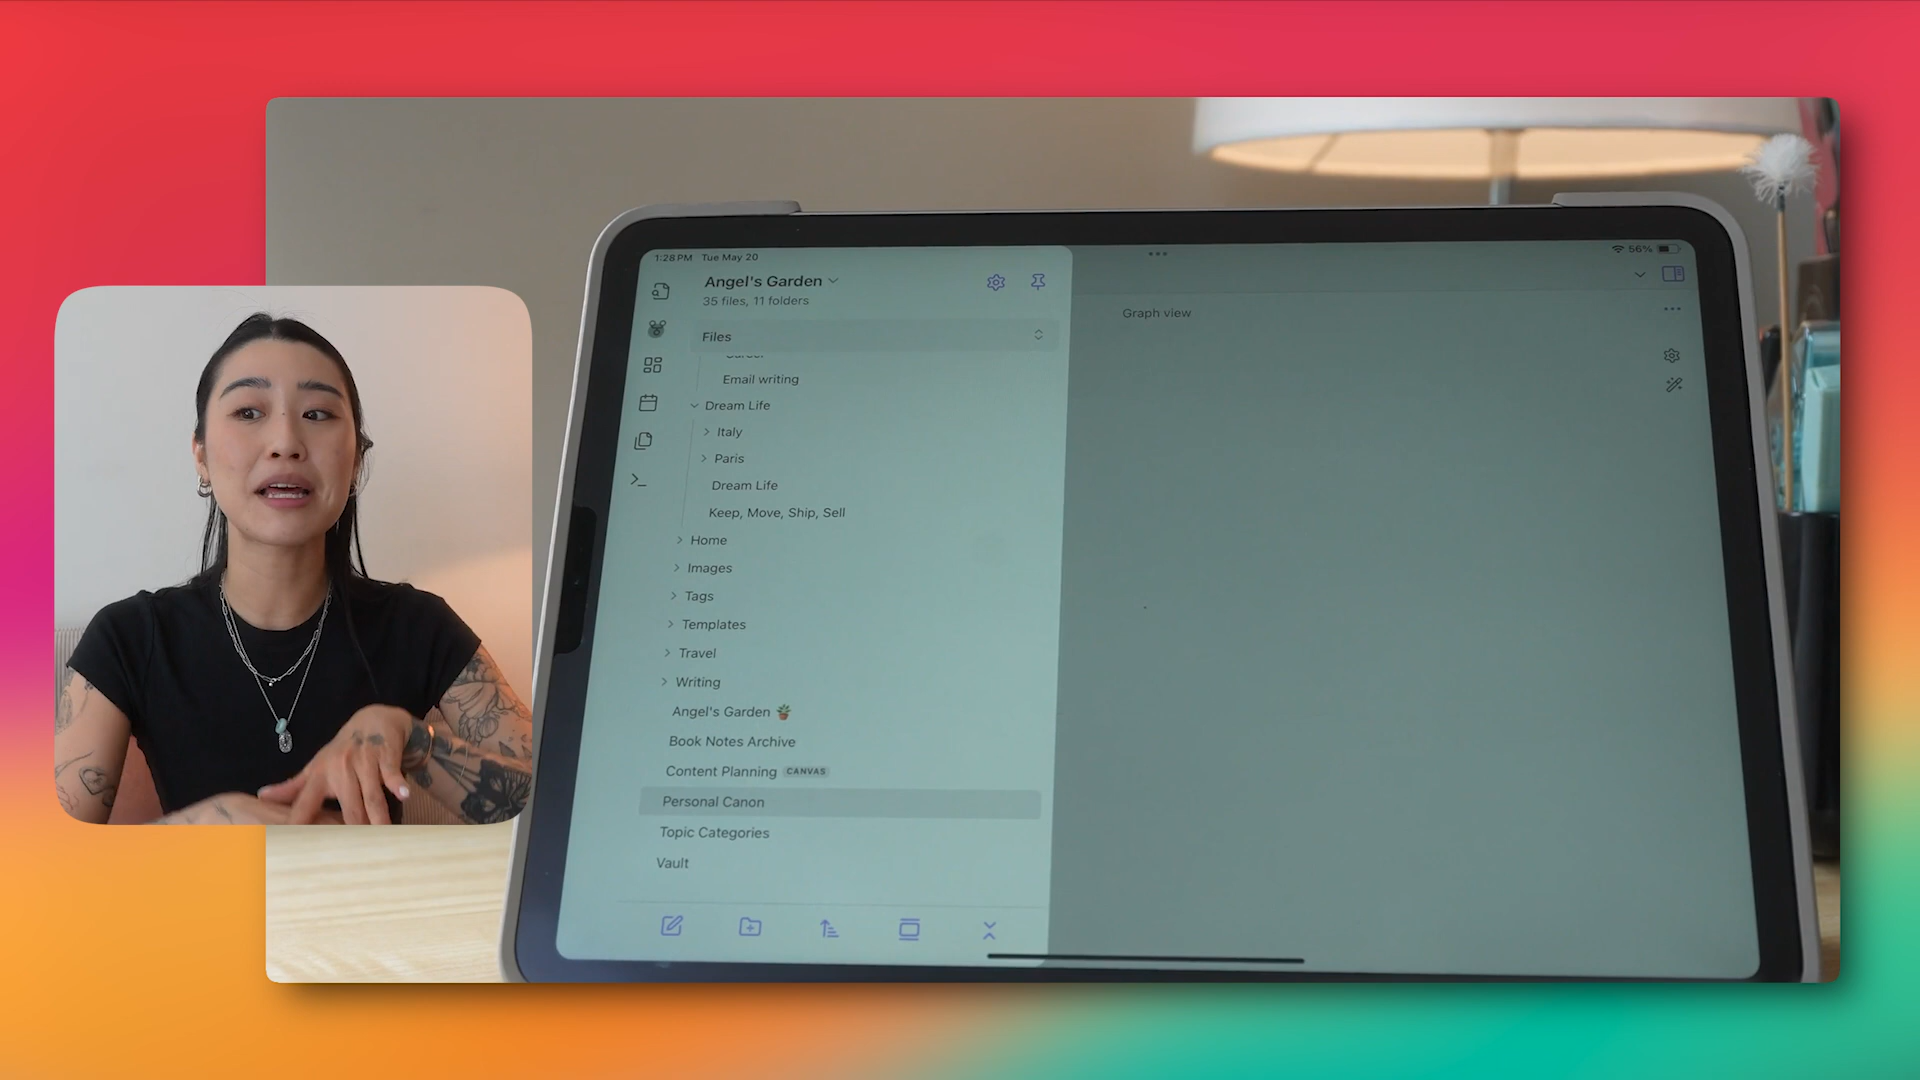 1:28 PM Tue May 20
56%
Angel's Garden
35 files, 11 folders
Files
Career
Email writing
Dream Life
Italy
Paris
Dream Life
Keep, Move, Ship, Sell
Home
Images
Tags
Templates
Travel
Writing
Angel's Garden 🪴
Book Notes Archive
Content Planning CANVAS
Personal Canon
Topic Categories
Vault
Graph view